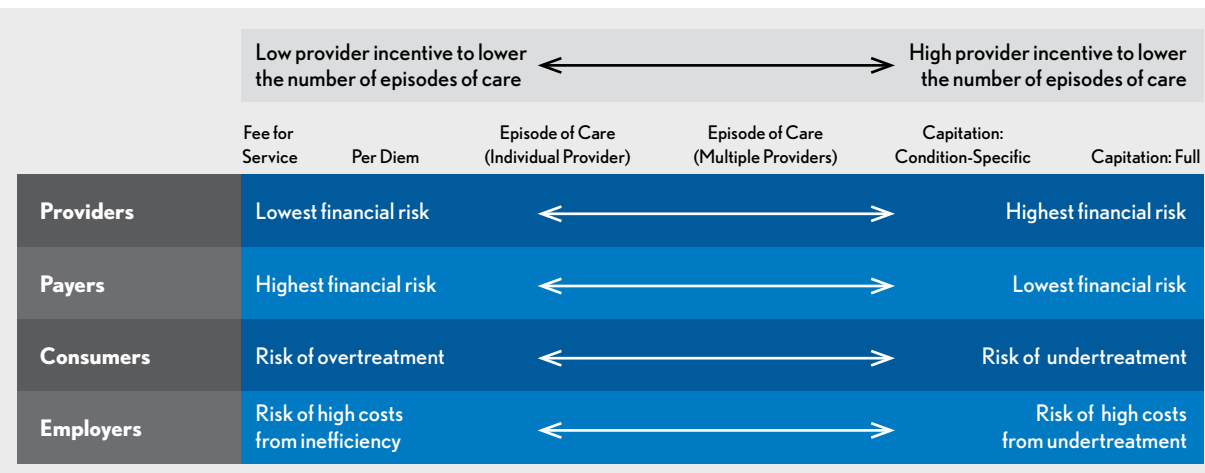 Low provider incentive to lower
the number of episodes of care
High provider incentive to lower
the number of episodes of care
Fee for
Service
Per Diem
Episode of Care
(Individual Provider)
Episode of Care
(Multiple Providers)
Capitation:
Condition-Specific
Capitation: Full
Providers
Lowest financial risk
Highest financial risk
Payers
Highest financial risk
Lowest financial risk
Consumers
Risk of overtreatment
Risk of undertreatment
Employers
Risk of high costs
from inefficiency
Risk of high costs
from undertreatment